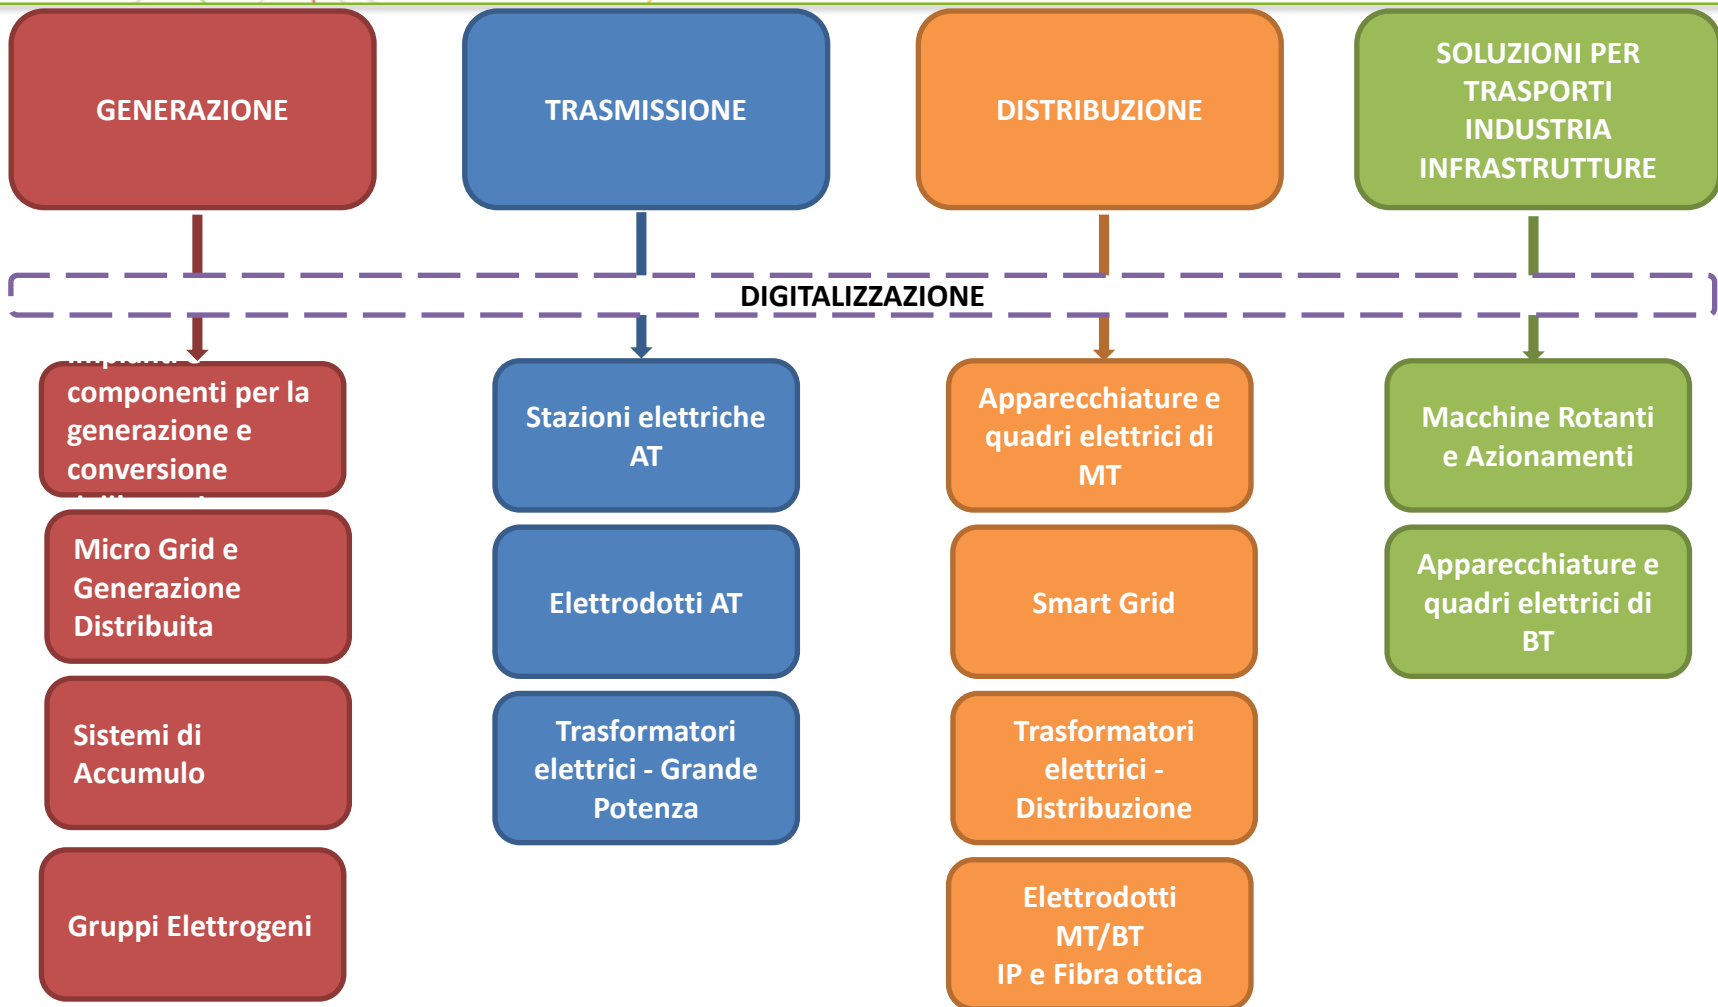 GENERAZIONE
TRASMISSIONE
DISTRIBUZIONE
SOLUZIONI PER
TRASPORTI
INDUSTRIA
INFRASTRUTTURE
DIGITALIZZAZIONE
componenti per la
generazione e
conversione
Micro Grid e
Generazione
Distribuita
Sistemi di
Accumulo
Gruppi Elettrogeni
Stazioni elettriche
AT
Elettrodotti AT
Trasformatori
elettrici - Grande
Potenza
Apparecchiature e
quadri elettrici di
MT
Smart Grid
Trasformatori
elettrici -
Distribuzione
Elettrodotti
MT/BT
IP e Fibra ottica
Macchine Rotanti
e Azionamenti
Apparecchiature e
quadri elettrici di
BT